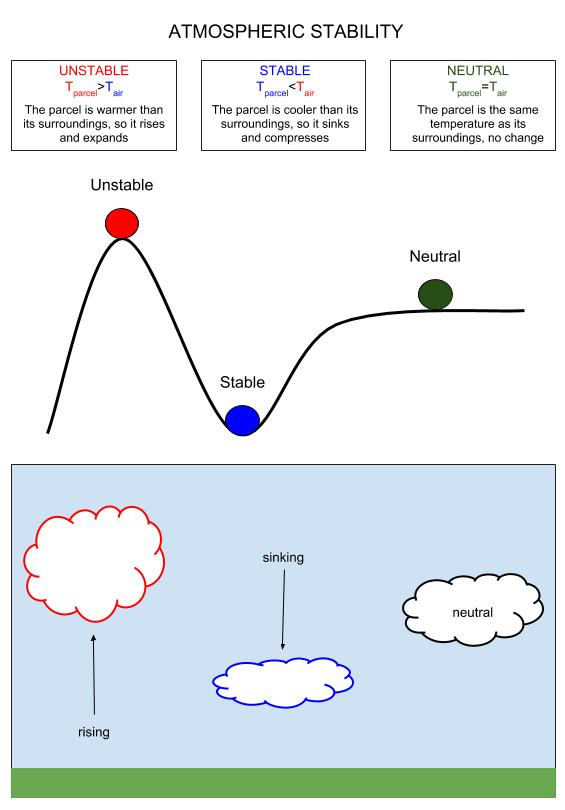 ATMOSPHERIC STABILITY
UNSTABLE
Tparcel>Tair
The parcel is warmer than
its surroundings, so it rises
and expands
STABLE
Tparcel<Tair
The parcel is cooler than its
surroundings, so it sinks
and compresses
NEUTRAL
Tparcel=Tair
The parcel is the same
temperature as its
surroundings, no change
Unstable
Neutral
Stable
sinking
neutral
rising